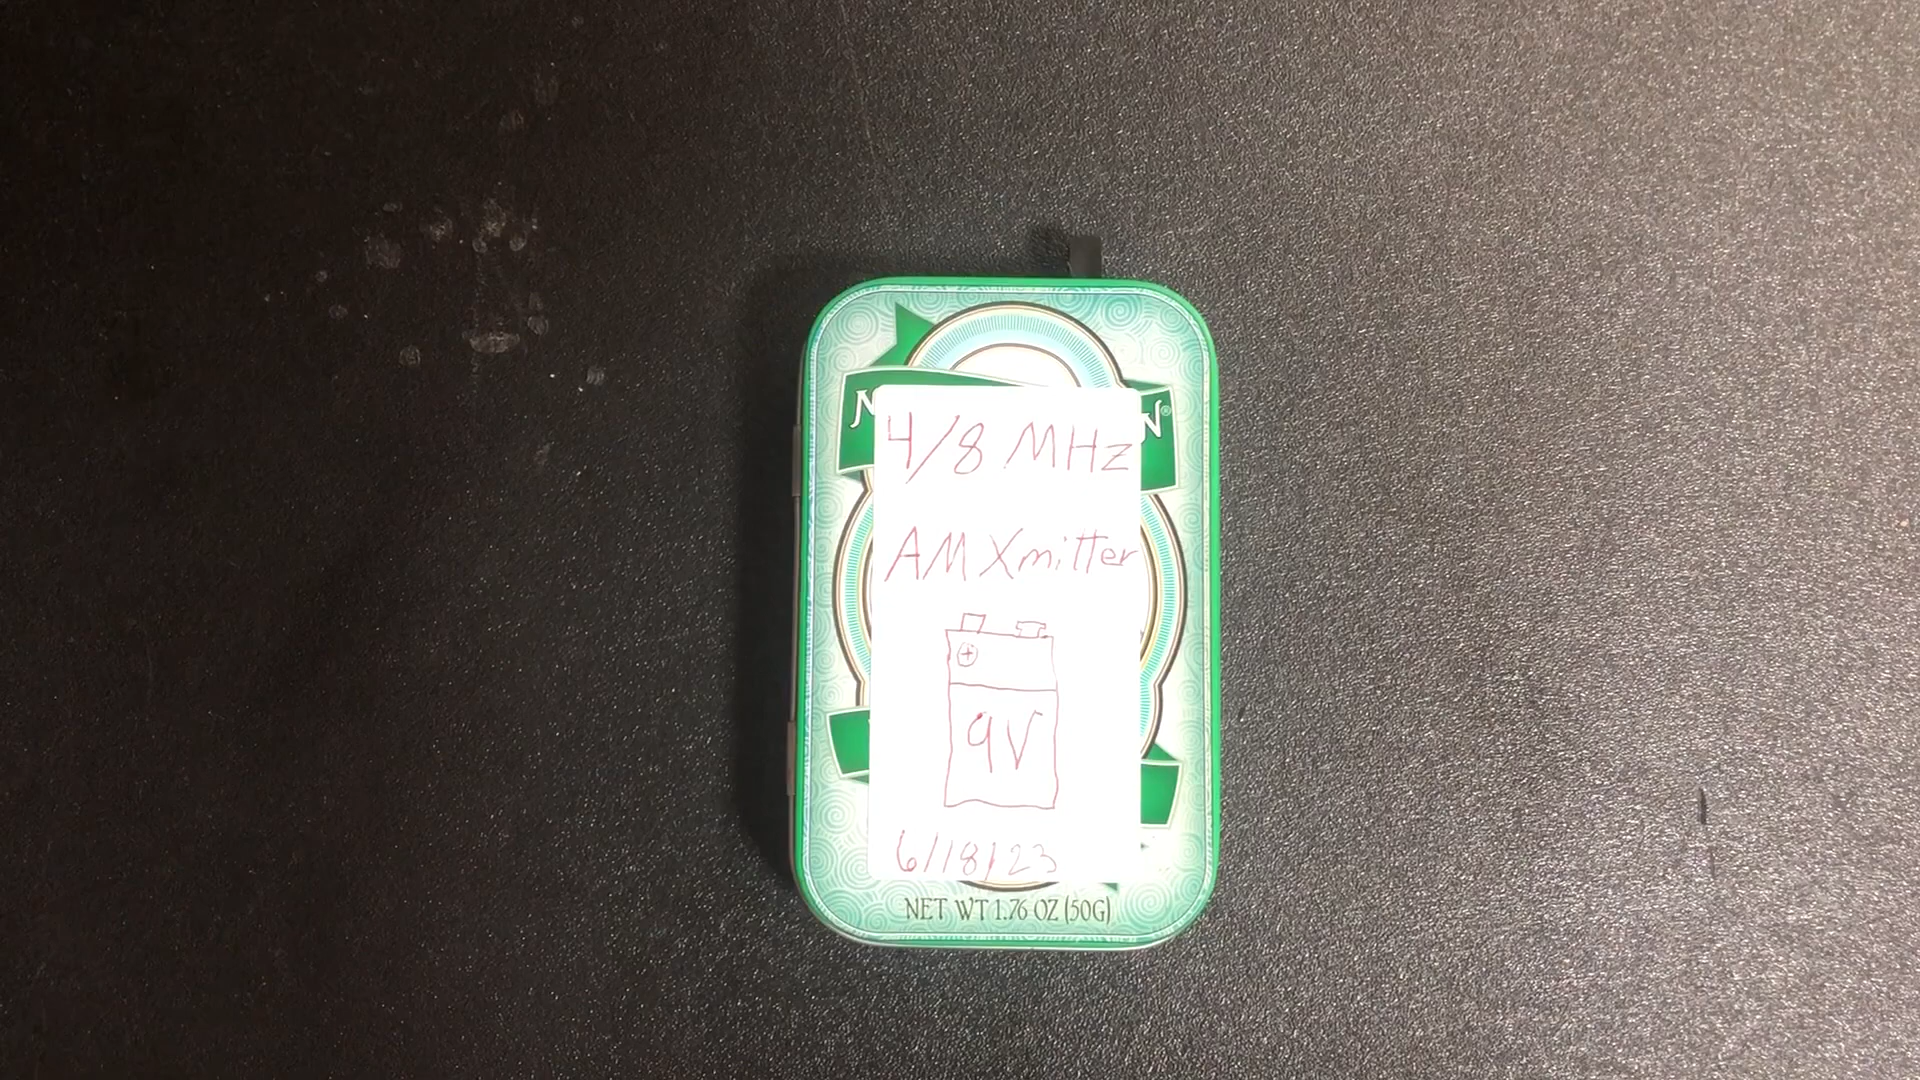 4/8 MHz
AM Xmitter
+
9V
6/18/23
NET WT 1.76 OZ (50G)